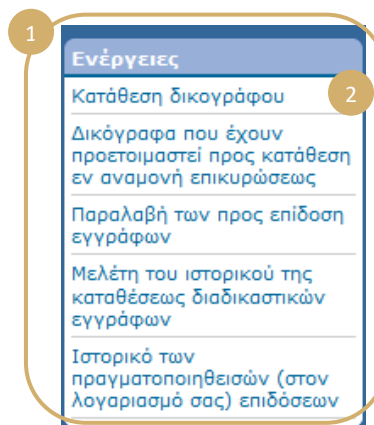 1
Ενέργειες
Κατάθεση δικογράφου
2
Δικόγραφα που έχουν
προετοιμαστεί προς κατάθεση
εν αναμονή επικυρώσεως
Παραλαβή των προς επίδοση
εγγράφων
Μελέτη του ιστορικού της
καταθέσεως διαδικαστικών
εγγράφων
Ιστορικό των
πραγματοποιηθεισών (στον
λογαριασμό σας) επιδόσεων